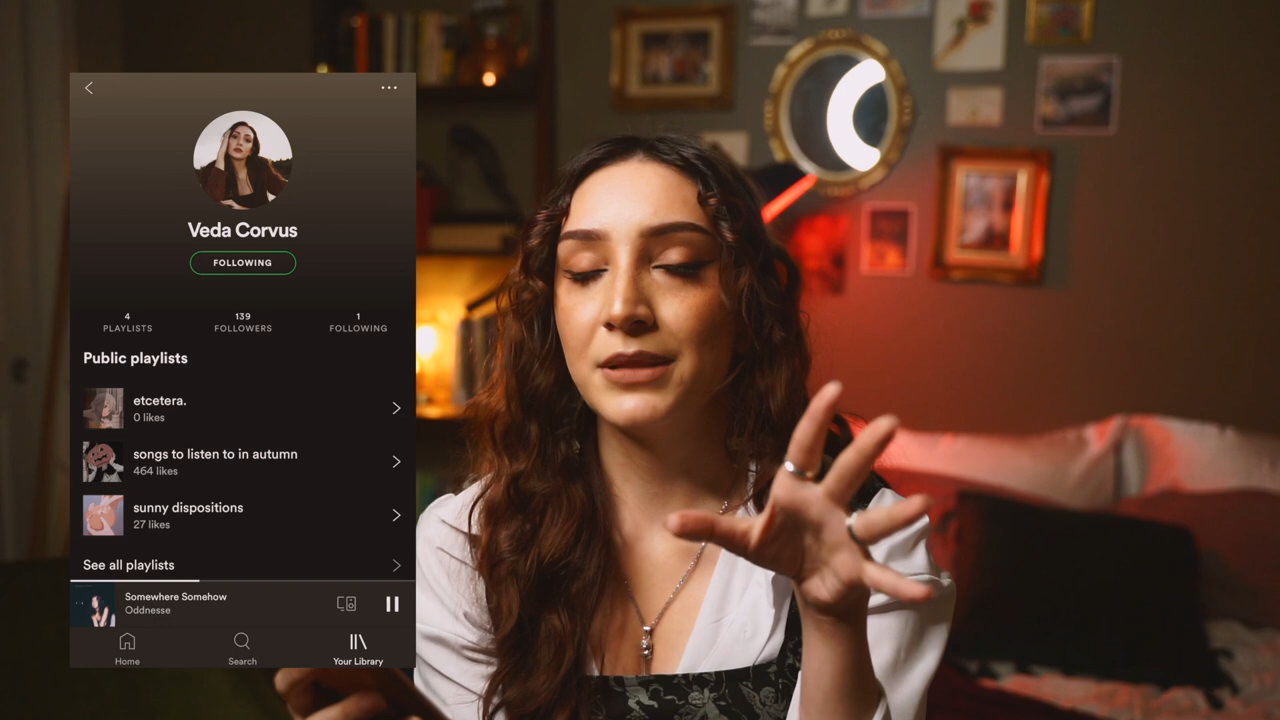 Veda Corvus
FOLLOWING
4
PLAYLISTS
139
FOLLOWERS
1
FOLLOWING
Public playlists
etcetera.
0 likes
songs to listen to in autumn
464 likes
sunny dispositions
27 likes
See all playlists
Somewhere Somehow
Oddnesse
Home
Search
Your Library